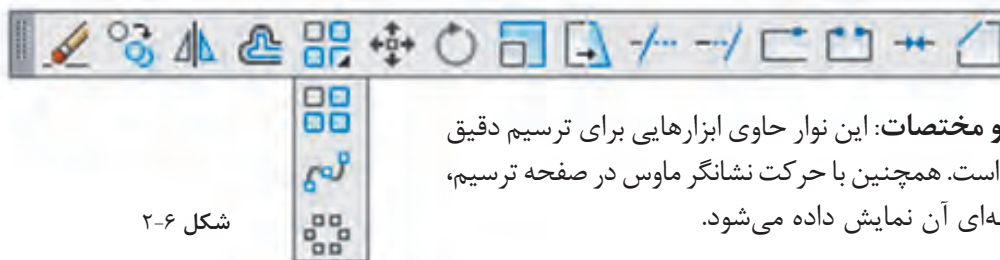 و مختصات: این نوار حاوی ابزارهایی برای ترسیم دقیق
است. همچنین با حرکت نشانگر ماوس در صفحه ترسیم،
آن نمایش داده می‌شود.
شکل ۶-۲